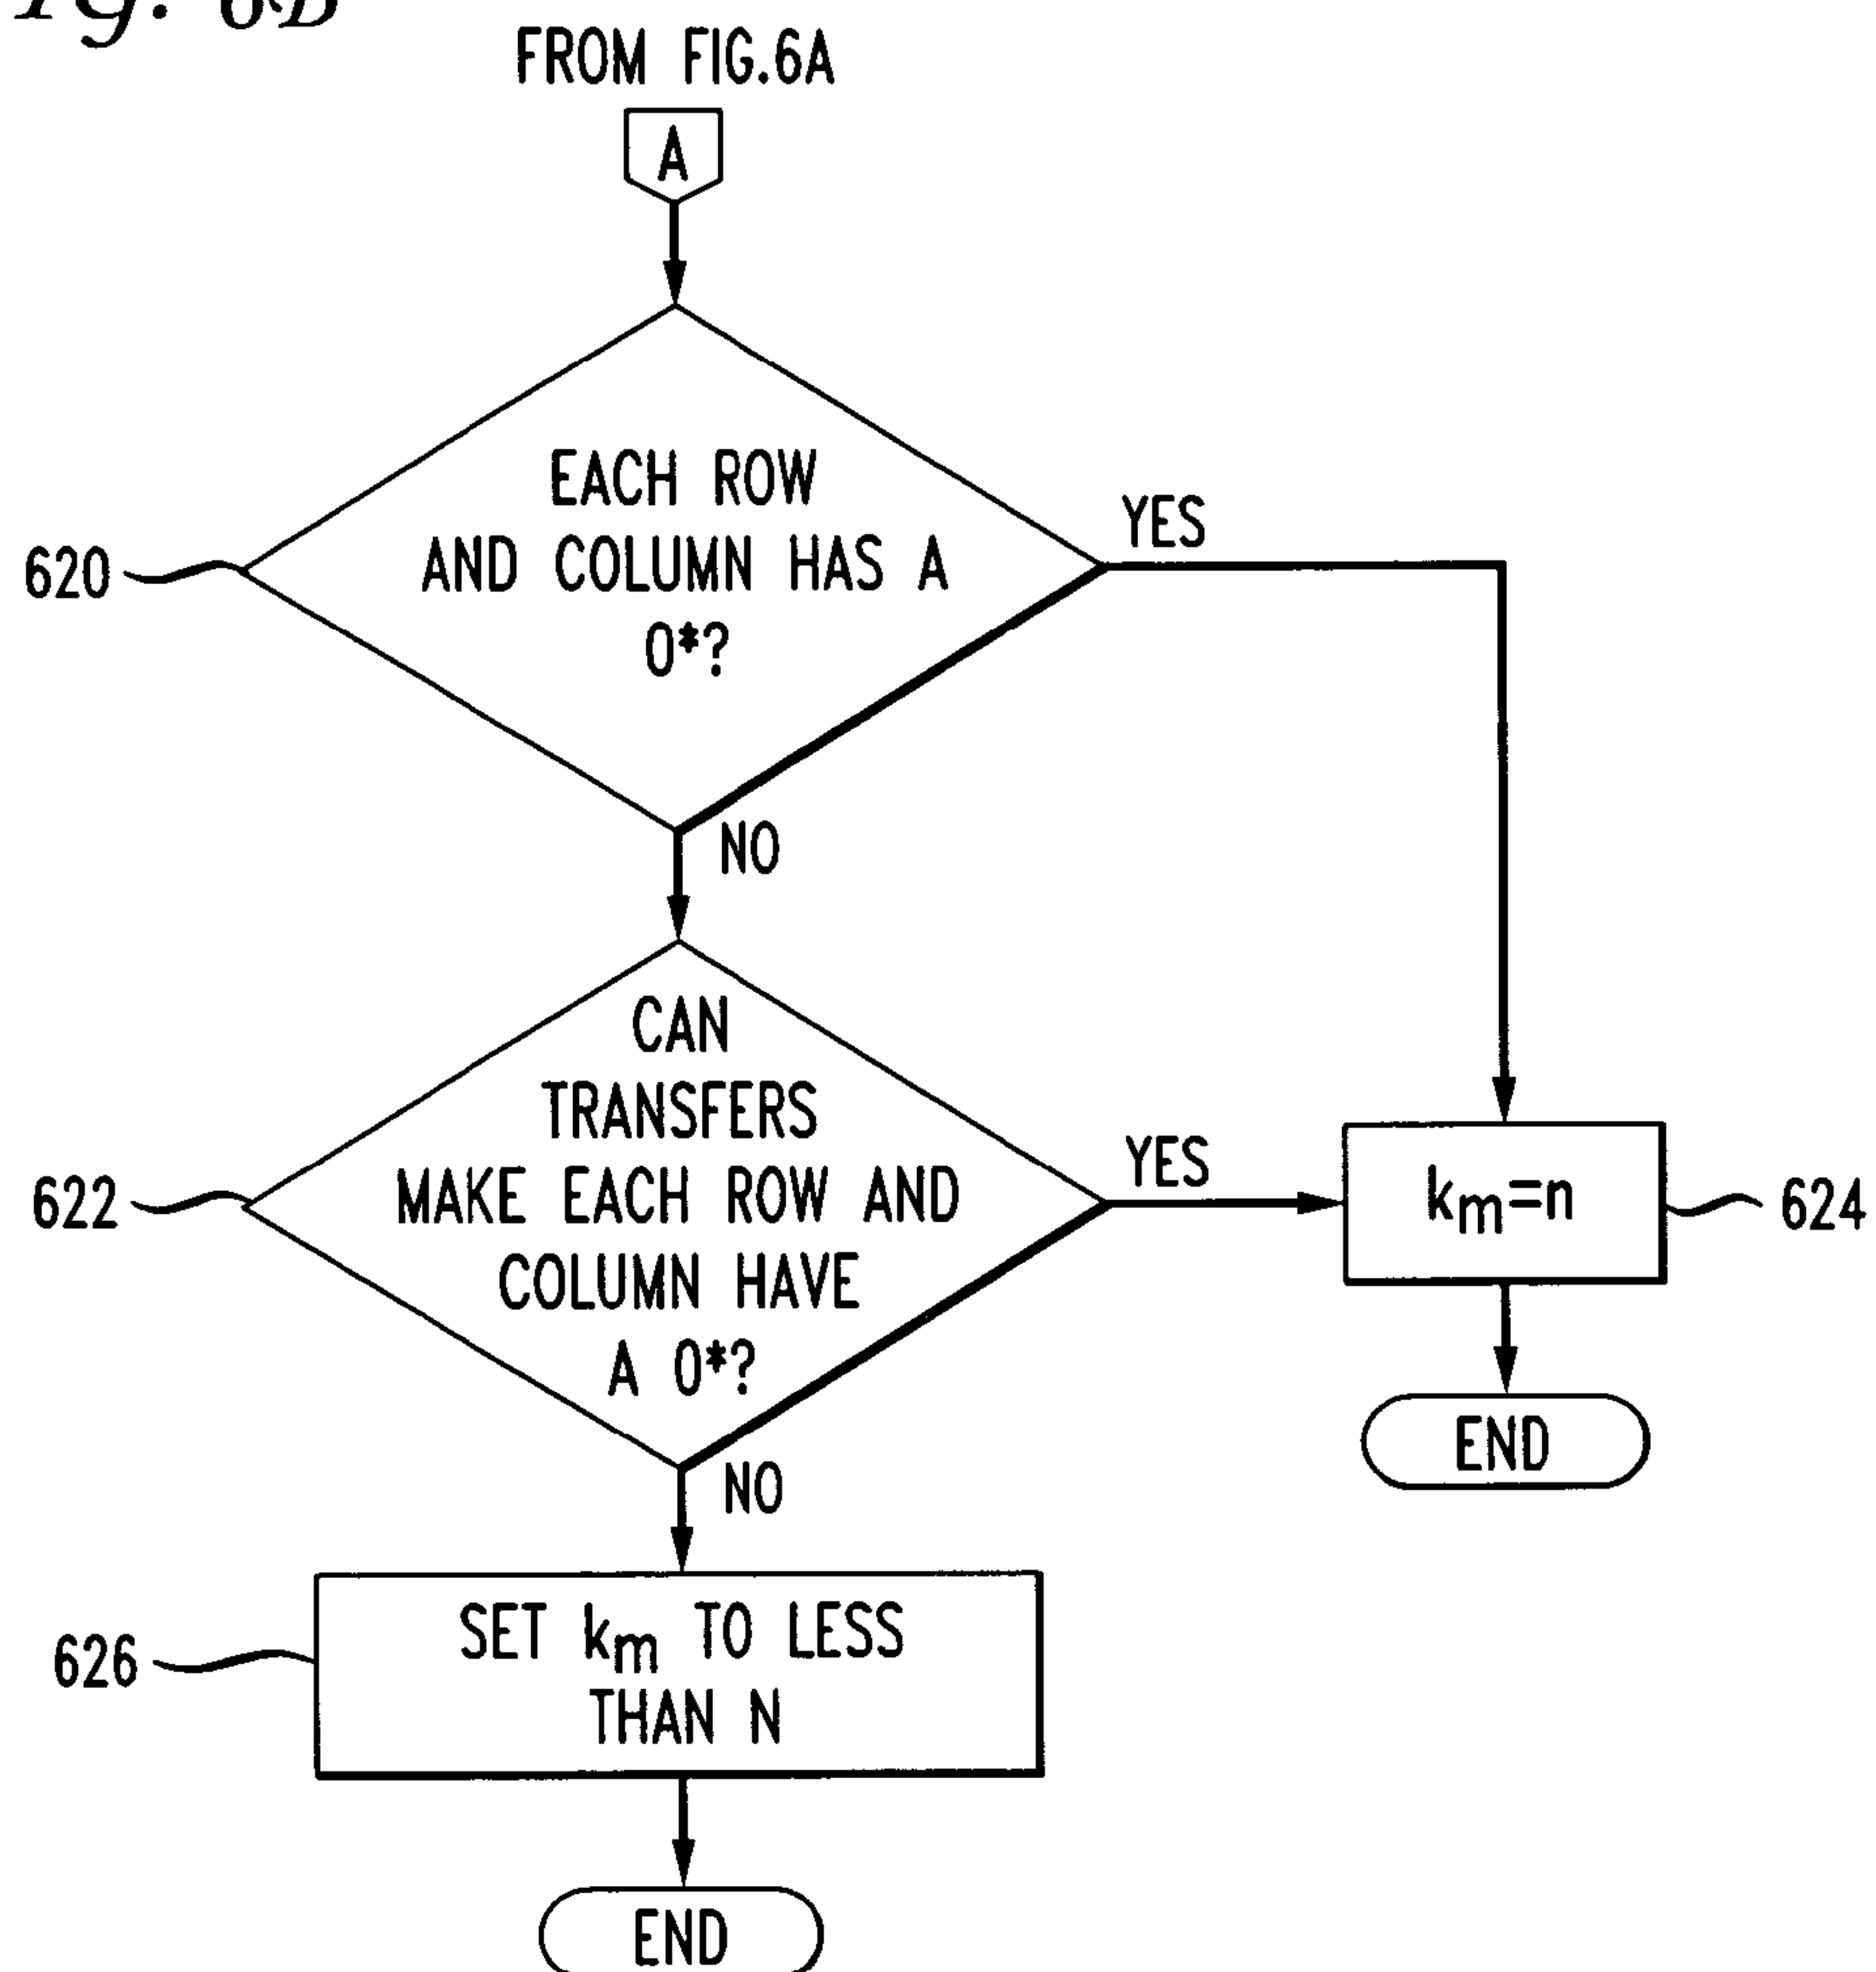 FROM FIG.6A
A
EACH ROW
AND COLUMN HAS A
0*?
620
YES
NO
CAN
TRANSFERS
MAKE EACH ROW AND
COLUMN HAVE
A 0*?
622
YES
km=n
624
END
NO
SET km TO LESS
THAN N
626
END